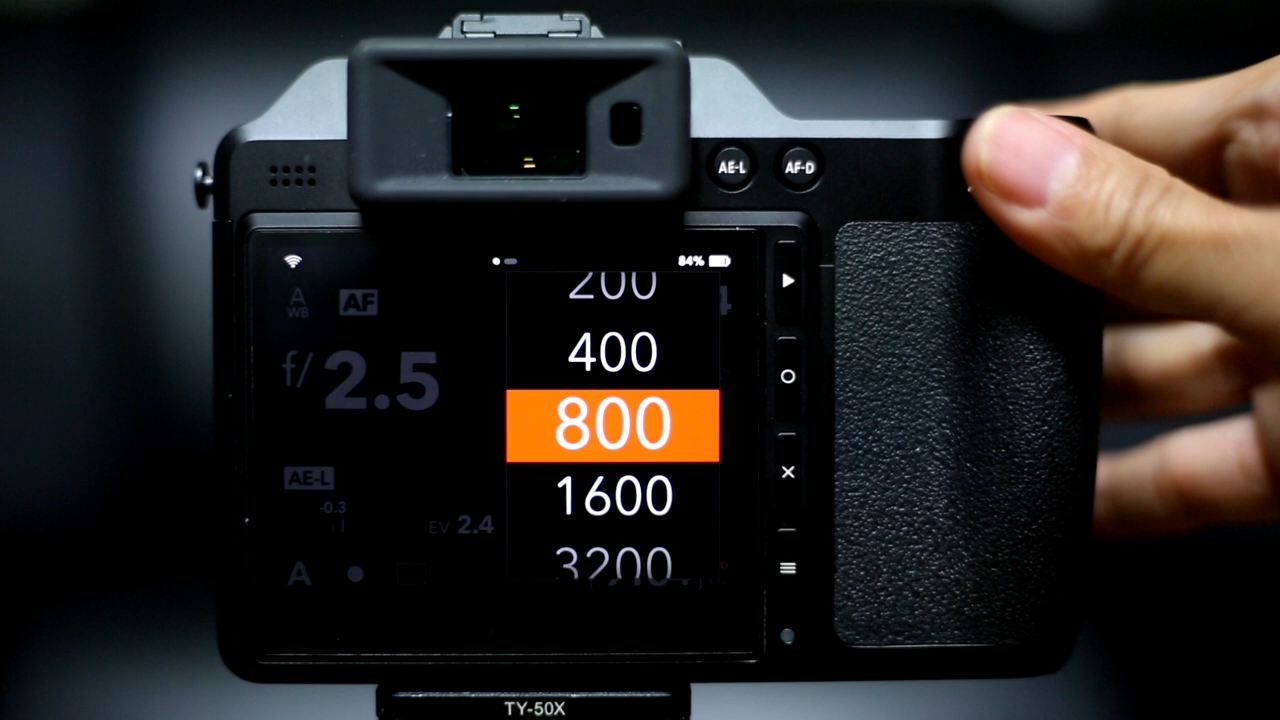 AE-L
AF-D
84%
A
WB
AF
200
400
f/2.5
800
AE-L
1600
-0.3
EV 2.4
3200
A
TY-50X